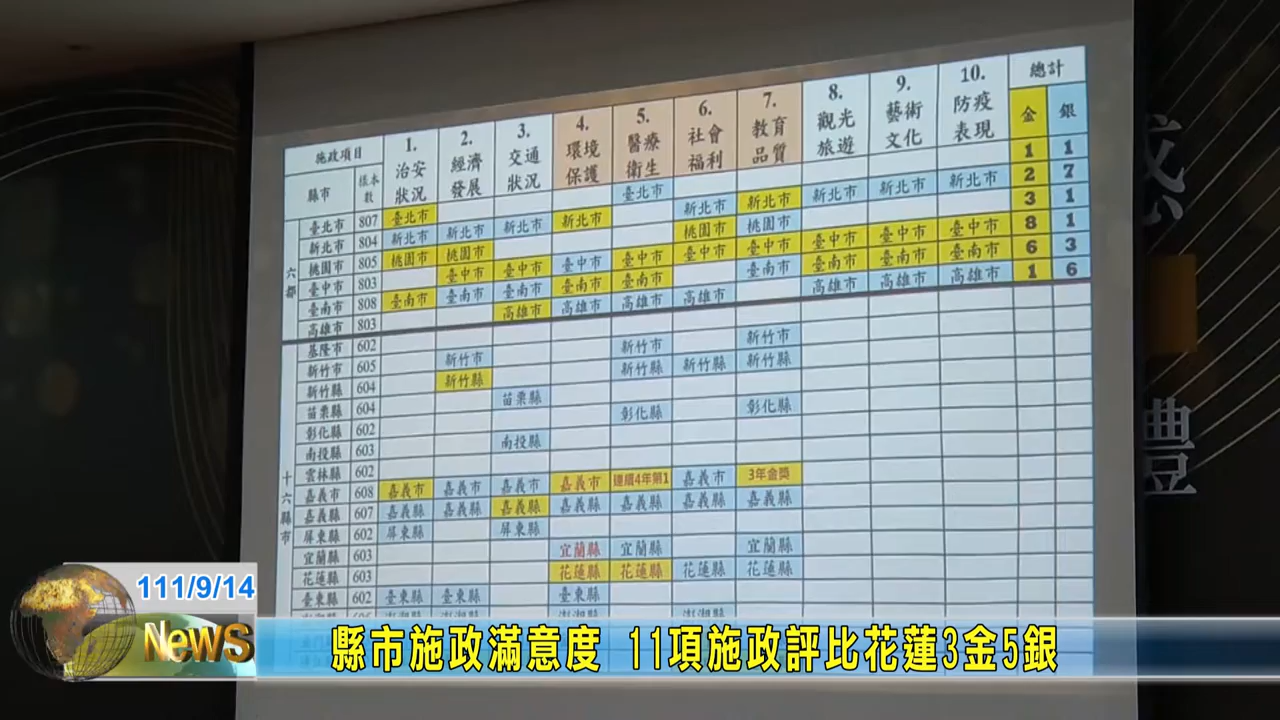 施政項目 1. 治安狀況 2. 經濟發展 3. 交通狀況 4. 環境保護 5. 醫療衛生 6. 社會福利 7. 教育品質 8. 觀光旅遊 9. 藝術文化 10. 防疫表現 總計
縣市 樣本數 金 銀
六都
臺北市 807 臺北市 臺北市 1 1
新北市 804 新北市 新北市 新北市 新北市 新北市 新北市 新北市 新北市 新北市 2 7
桃園市 805 桃園市 桃園市 桃園市 桃園市 3 1
臺中市 803 臺中市 臺中市 臺中市 臺中市 臺中市 臺中市 臺中市 臺中市 臺中市 8 1
臺南市 808 臺南市 臺南市 臺南市 臺南市 臺南市 臺南市 臺南市 臺南市 臺南市 6 3
高雄市 803 高雄市 高雄市 高雄市 高雄市 高雄市 高雄市 高雄市 1 6
十六縣市
基隆市 602
新竹市 605 新竹市 新竹市 新竹市
新竹縣 604 新竹縣 新竹縣 新竹縣 新竹縣
苗栗縣 604 苗栗縣
彰化縣 602 彰化縣 彰化縣
南投縣 603 南投縣
雲林縣 602
嘉義市 608 嘉義市 嘉義市 嘉義市 嘉義市 連續4年第1 嘉義市 3年金獎
嘉義縣 607 嘉義縣 嘉義縣 嘉義縣 嘉義縣 嘉義縣 嘉義縣 嘉義縣
屏東縣 602 屏東縣 屏東縣
宜蘭縣 603 宜蘭縣 宜蘭縣 宜蘭縣
花蓮縣 603 花蓮縣 花蓮縣 花蓮縣 花蓮縣
臺東縣 602 臺東縣 臺東縣 臺東縣
禮
111/9/14
NewS
縣市施政滿意度 11項施政評比花蓮3金5銀